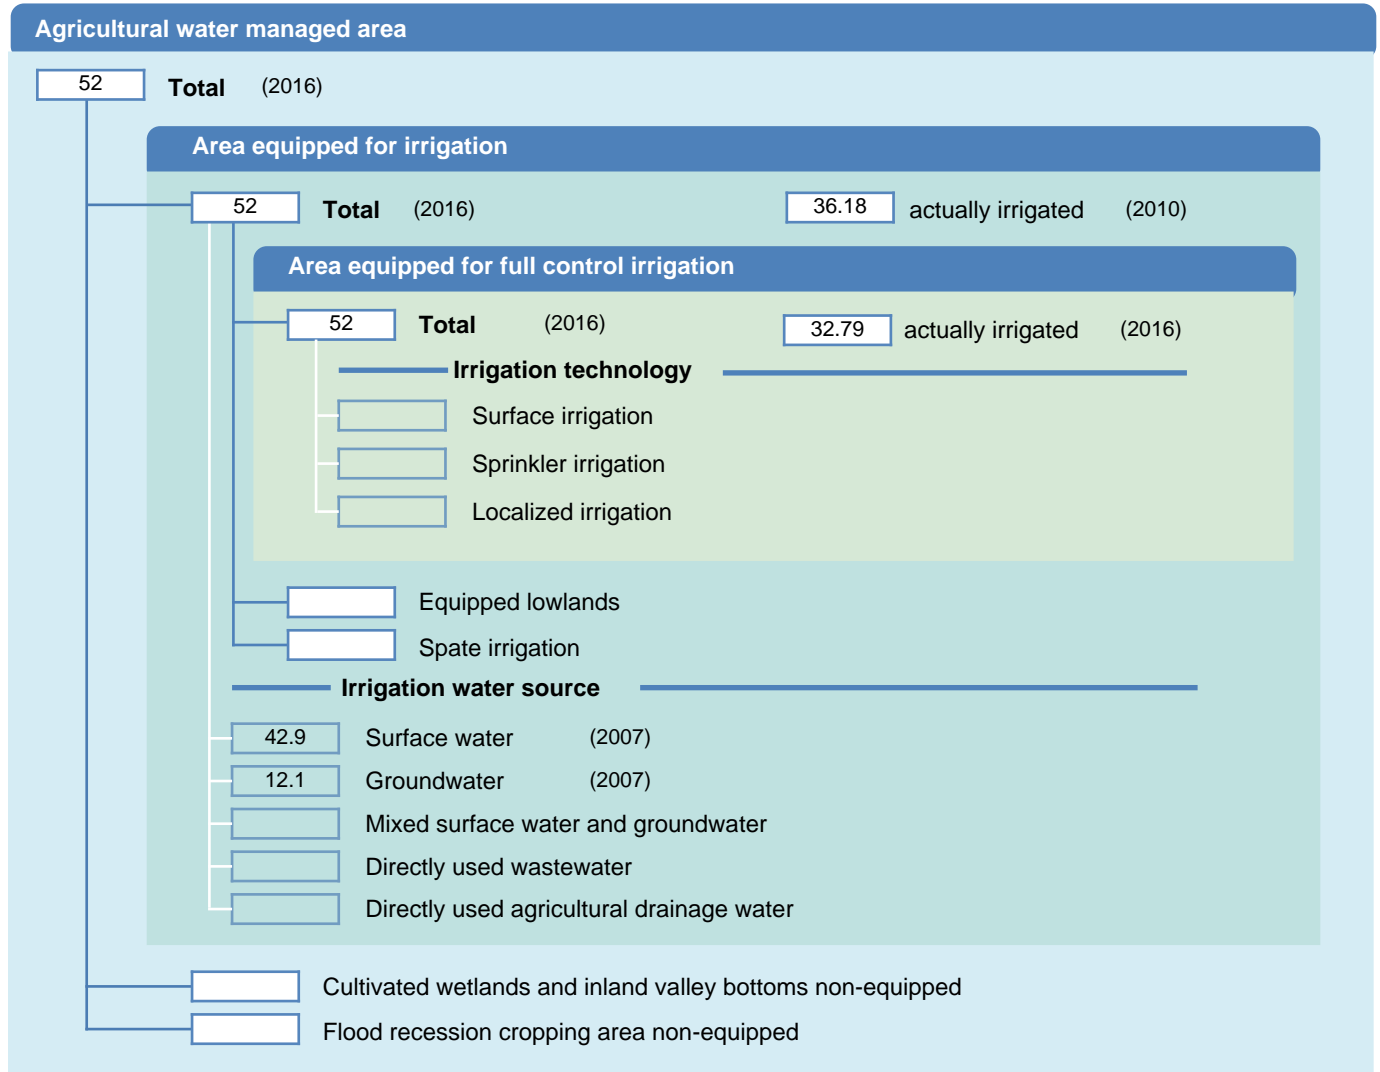 Agricultural water managed area
52 Total (2016)
Area equipped for irrigation
52 Total (2016) 36.18 actually irrigated (2010)
Area equipped for full control irrigation
52 Total (2016) 32.79 actually irrigated (2016)
Irrigation technology
Surface irrigation
Sprinkler irrigation
Localized irrigation
Equipped lowlands
Spate irrigation
Irrigation water source
42.9 Surface water (2007)
12.1 Groundwater (2007)
Mixed surface water and groundwater
Directly used wastewater
Directly used agricultural drainage water
Cultivated wetlands and inland valley bottoms non-equipped
Flood recession cropping area non-equipped